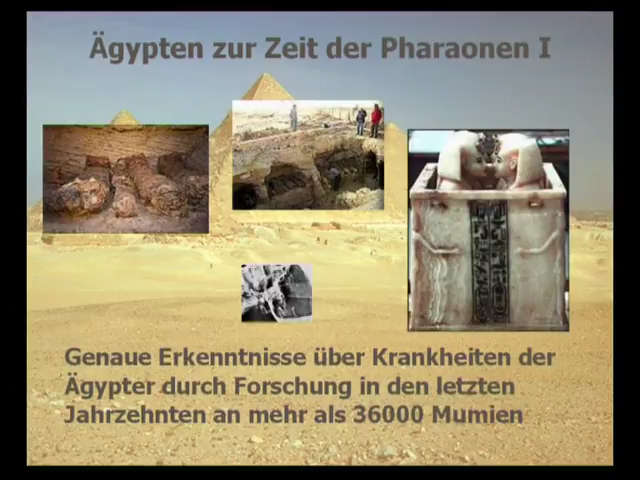 Ägypten zur Zeit der Pharaonen I
Genaue Erkenntnisse über Krankheiten der
Ägypter durch Forschung in den letzten
Jahrzehnten an mehr als 36000 Mumien